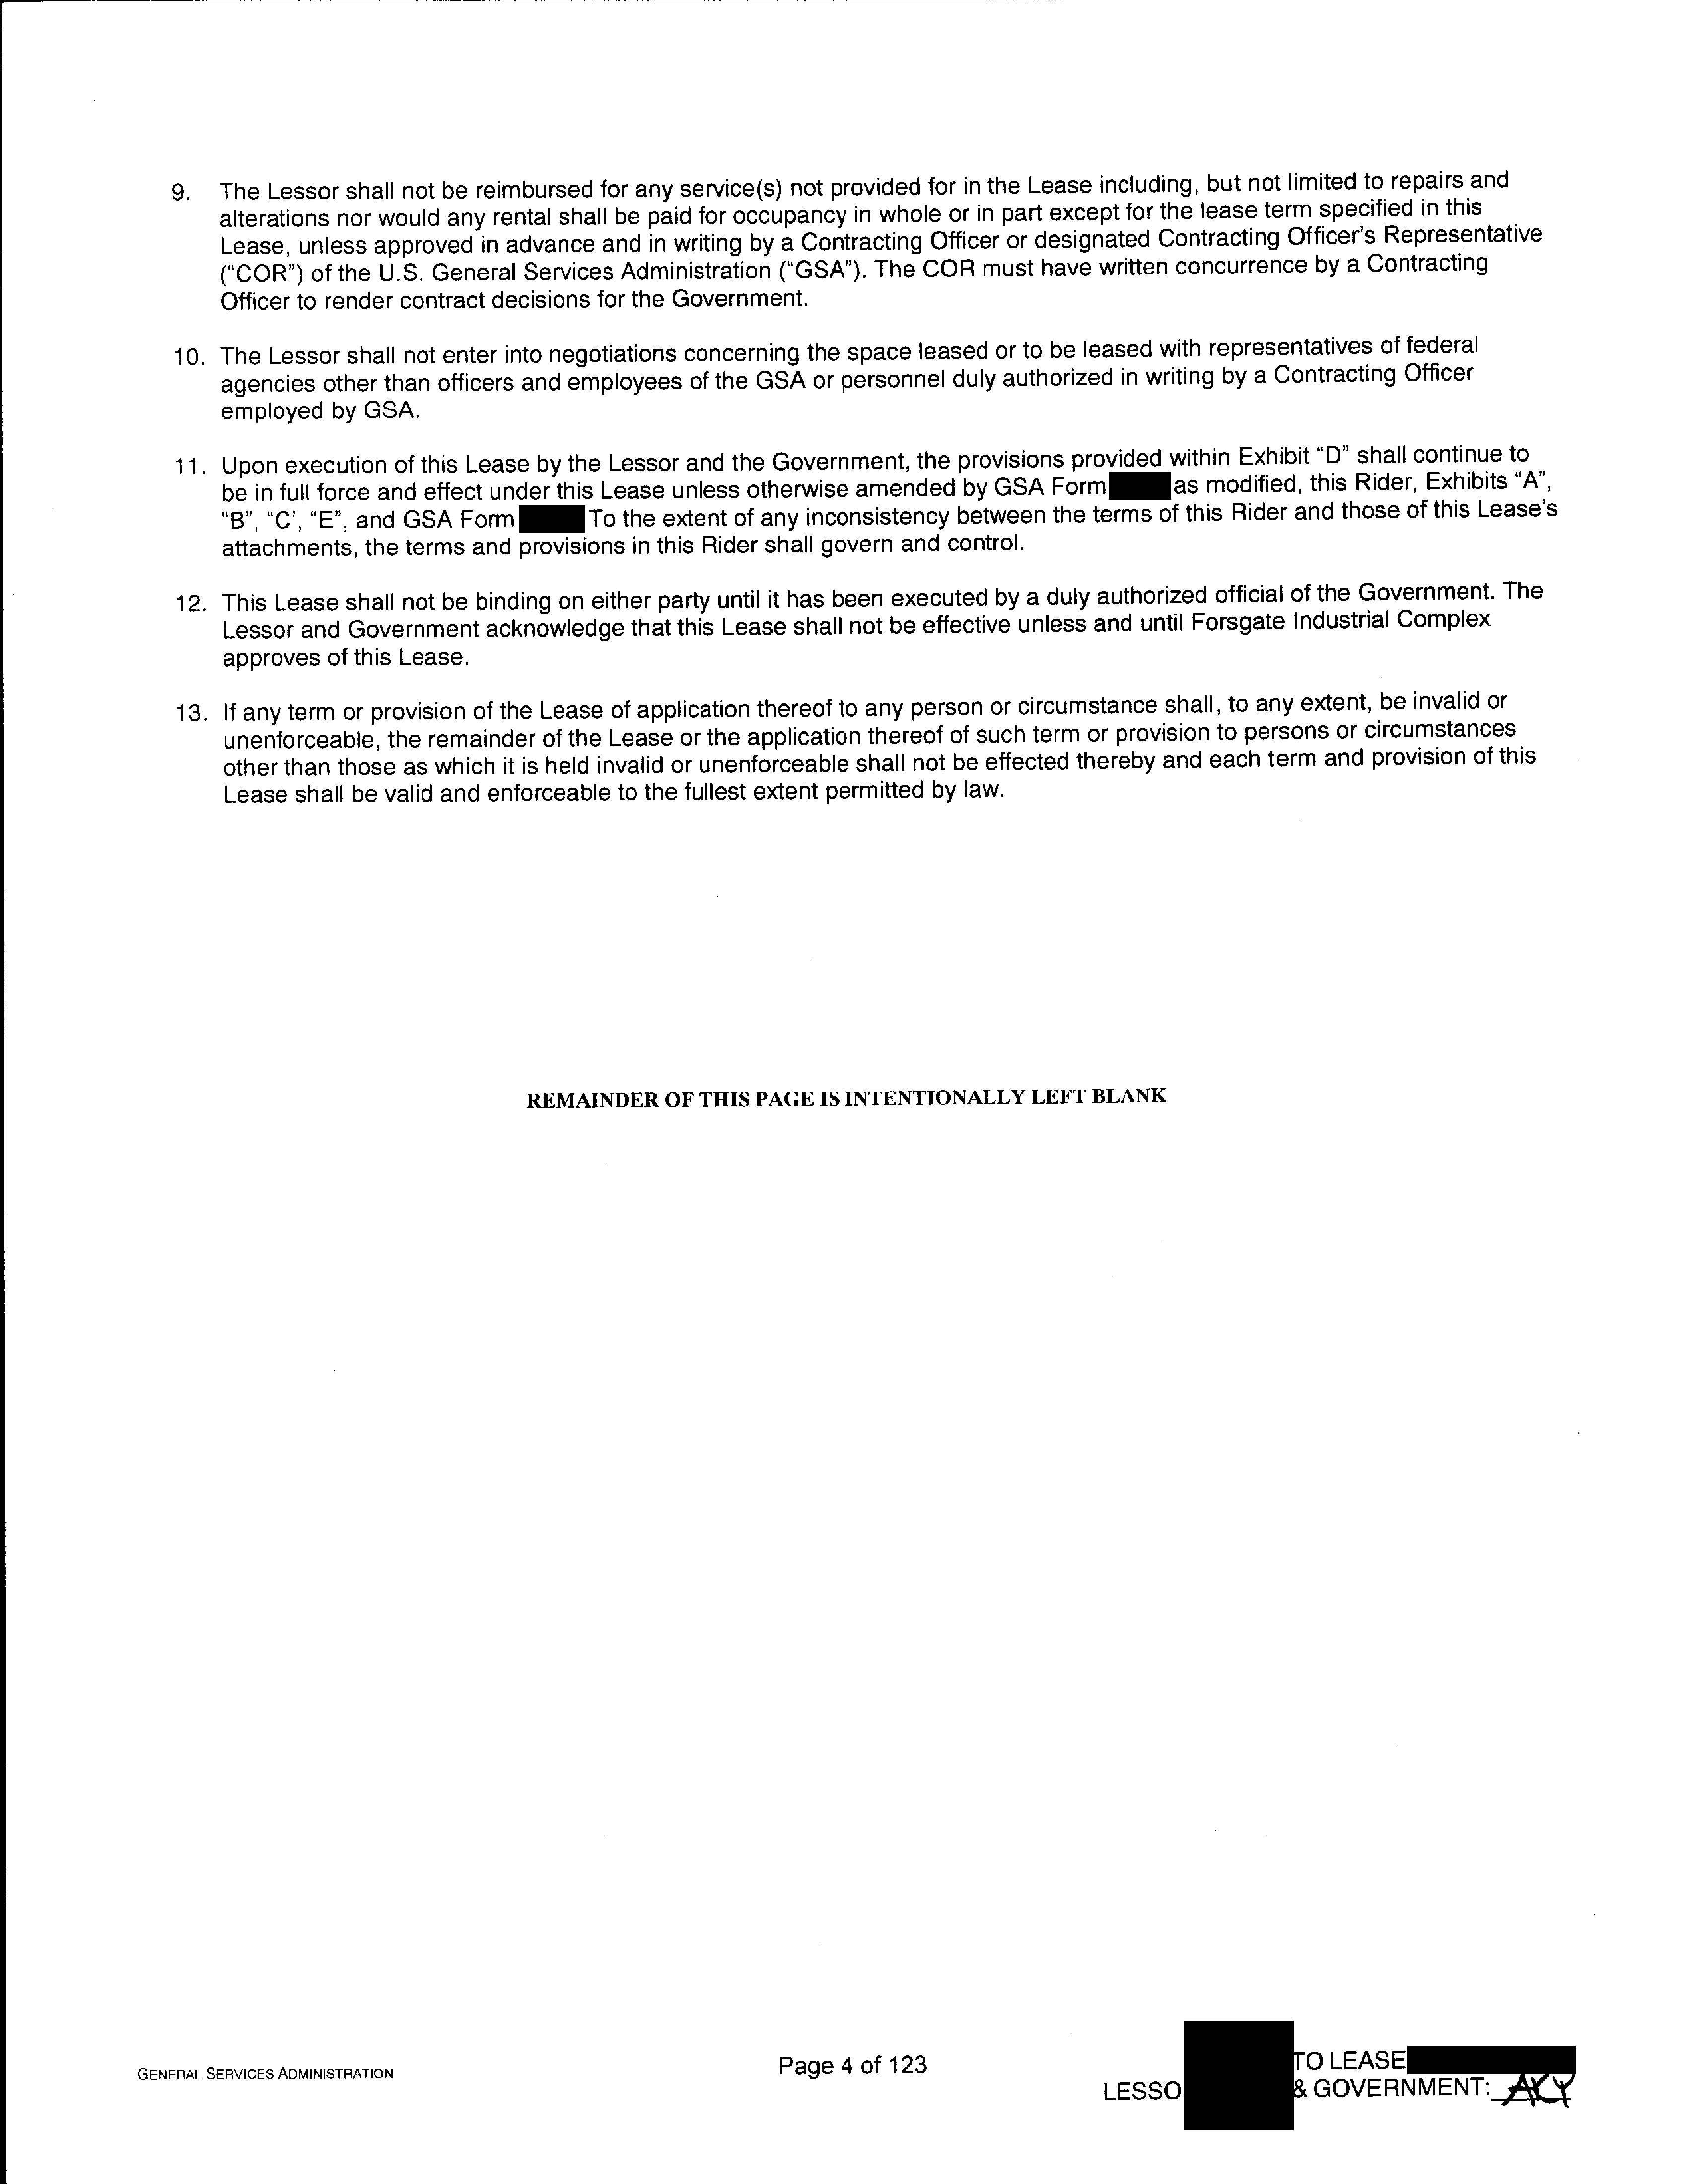 9. The Lessor shall not be reimbursed for any service(s) not provided for in the Lease including, but not limited to repairs and
alterations nor would any rental shall be paid for occupancy in whole or in part except for the lease term specified in this
Lease, unless approved in advance and in writing by a Contracting Officer or designated Contracting Officer's Representative
("COR") of the U.S. General Services Administration ("GSA"). The COR must have written concurrence by a Contracting
Officer to render contract decisions for the Government.
10. The Lessor shall not enter into negotiations concerning the space leased or to be leased with representatives of federal
agencies other than officers and employees of the GSA or personnel duly authorized in writing by a Contracting Officer
employed by GSA.
11. Upon execution of this Lease by the Lessor and the Government, the provisions provided within Exhibit "D" shall continue to
be in full force and effect under this Lease unless otherwise amended by GSA Form as modified, this Rider, Exhibits "A",
"B", "C', "E", and GSA Form To the extent of any inconsistency between the terms of this Rider and those of this Lease's
attachments, the terms and provisions in this Rider shall govern and control.
12. This Lease shall not be binding on either party until it has been executed by a duly authorized official of the Government. The
Lessor and Government acknowledge that this Lease shall not be effective unless and until Forsgate Industrial Complex
approves of this Lease.
13. If any term or provision of the Lease of application thereof to any person or circumstance shall, to any extent, be invalid or
unenforceable, the remainder of the Lease or the application thereof of such term or provision to persons or circumstances
other than those as which it is held invalid or unenforceable shall not be effected thereby and each term and provision of this
Lease shall be valid and enforceable to the fullest extent permitted by law.
REMAINDER OF THIS PAGE IS INTENTIONALLY LEFT BLANK
GENERAL SERVICES ADMINISTRATION
Page 4 of 123
TO LEASE
LESSO & GOVERNMENT: